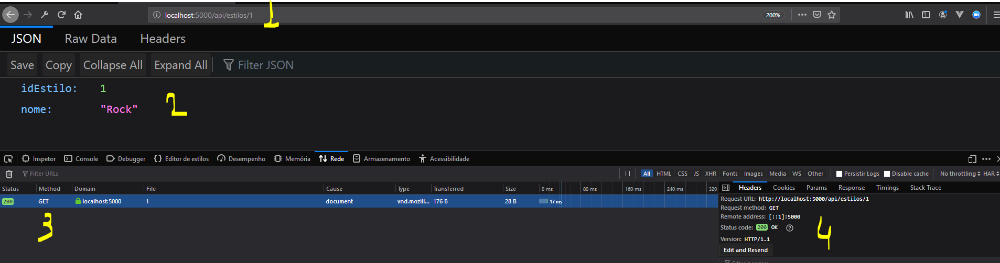 localhost:5000/api/estilos/1
1
200%
JSON Raw Data Headers
Save Copy Collapse All Expand All Filter JSON
idEstilo: 1
nome: "Rock"
2
Inspetor Console Debugger Editor de estilos Desempenho Memória Rede Armazenamento Acessibilidade
Filter URLs
All HTML CSS JS XHR Fonts Images Media WS Other Persistir Logs Disable cache No throttling HAR
Status Method Domain File Cause Type Transferred Size 0 ms 80 ms 160 ms 240 ms 320
200 GET localhost:5000 1 document vnd.mozill... 176 B 28 B 17 ms
3
Headers Cookies Params Response Timings Stack Trace
Request URL: http://localhost:5000/api/estilos/1
Request method: GET
Remote address: [::1]:5000
Status code: 200 OK
Version: HTTP/1.1
Edit and Resend
4